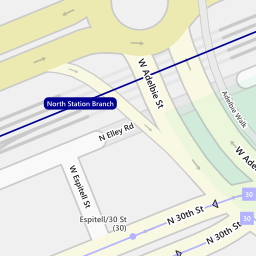 W Adelbie St
Adelbie Walk
North Station Branch
N Elley Rd
W Espitell St
W Adelbie
Espitell/30 St
(30)
N 30th St
N 30th St
30
30